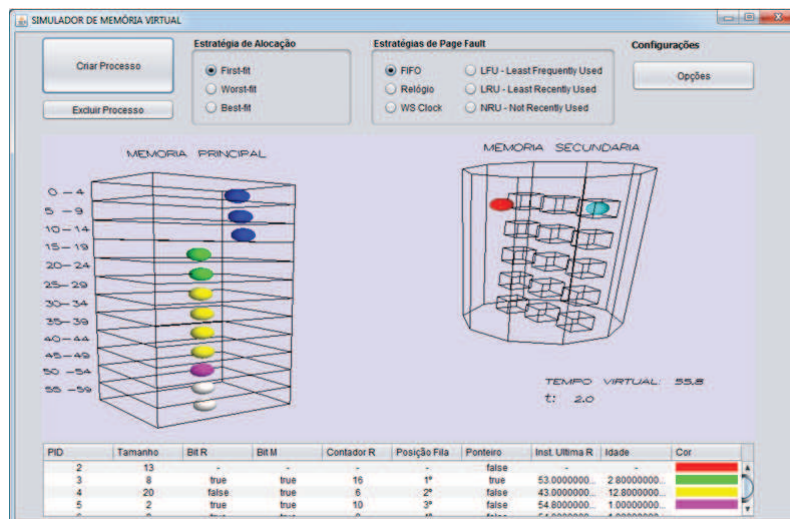 SIMULADOR DE MEMÓRIA VIRTUAL
Criar Processo
Excluir Processo
Estratégia de Alocação
First-fit
Worst-fit
Best-fit
Estratégias de Page Fault
FIFO
LFU - Least Frequently Used
Relógio
LRU - Least Recently Used
WS Clock
NRU - Not Recently Used
Configurações
Opções
MEMORIA PRINCIPAL
MEMORIA SECUNDARIA
0 - 4
5 - 9
10 - 14
15 - 19
20 - 24
25 - 29
30 - 34
35 - 39
40 - 44
45 - 49
50 - 54
55 - 59
TEMPO VIRTUAL: 55.8
t: 2.0
PID Tamanho Bit R Bit M Contador R Posição Fila Ponteiro Inst. Ultima R Idade Cor
2 13 - - - - false - -
3 8 true true 16 1º true 53.0000000... 2.80000000...
4 20 false true 6 2º false 43.0000000... 12.8000000...
5 2 true true 10 3º false 54.8000000... 1.00000000...